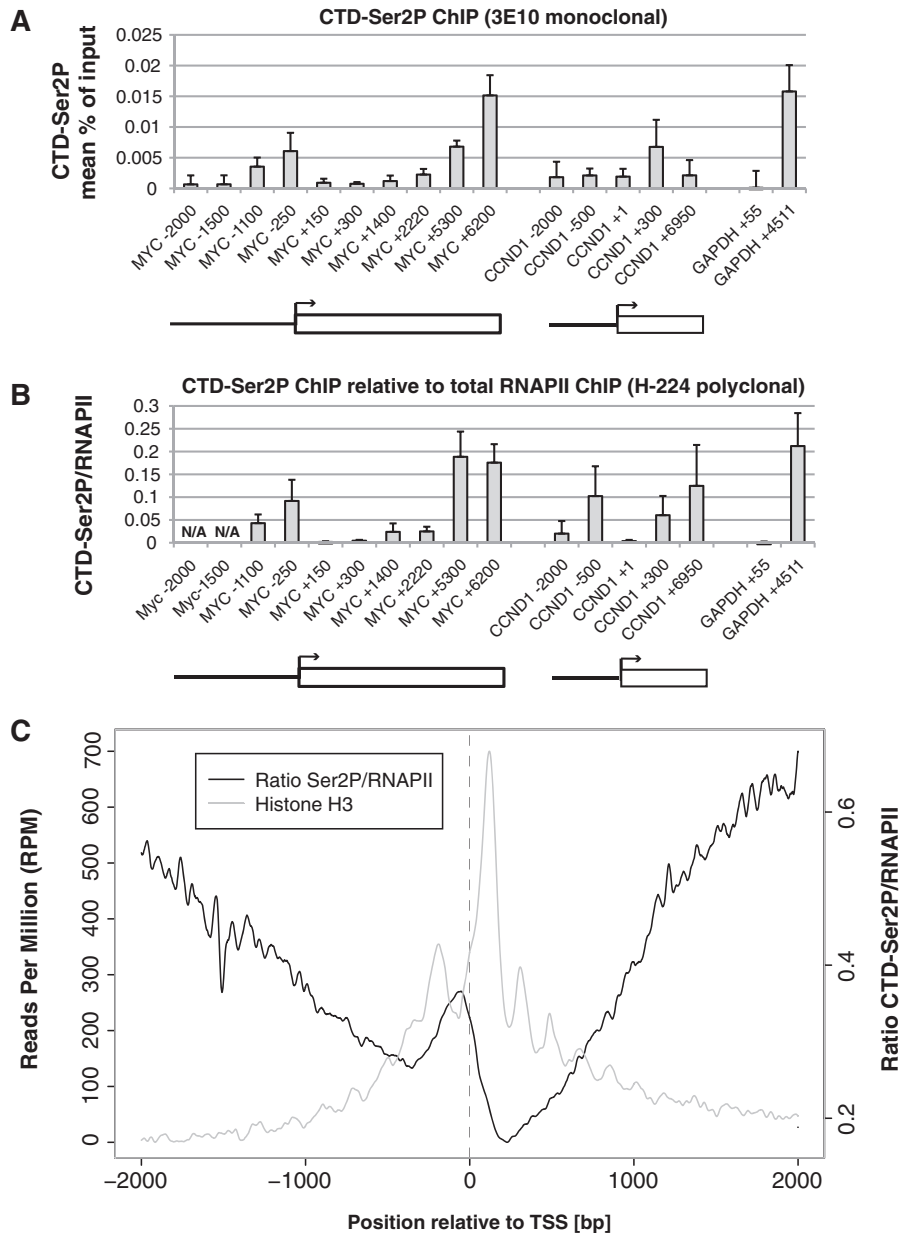 A
CTD-Ser2P ChIP (3E10 monoclonal)
CTD-Ser2P
mean % of input
0.025
0.02
0.015
0.01
0.005
0
MYC -2000
MYC -1500
MYC -1100
MYC -250
MYC +150
MYC +300
MYC +1400
MYC +2220
MYC +5300
MYC +6200
CCND1 -2000
CCND1 -500
CCND1 +1
CCND1 +300
CCND1 +6950
GAPDH +55
GAPDH +4511
B
CTD-Ser2P ChIP relative to total RNAPII ChIP (H-224 polyclonal)
CTD-Ser2P/RNAPII
0.3
0.25
0.2
0.15
0.1
0.05
0
N/A
N/A
Myc -2000
Myc-1500
MYC -1100
MYC -250
MYC +150
MYC +300
MYC +1400
MYC +2220
MYC +5300
MYC +6200
CCND1 -2000
CCND1 -500
CCND1 +1
CCND1 +300
CCND1 +6950
GAPDH +55
GAPDH +4511
C
Reads Per Million (RPM)
700
600
500
400
300
200
100
0
Ratio Ser2P/RNAPII
Histone H3
0.6
0.4
0.2
Ratio CTD-Ser2P/RNAPII
−2000
−1000
0
1000
2000
Position relative to TSS [bp]